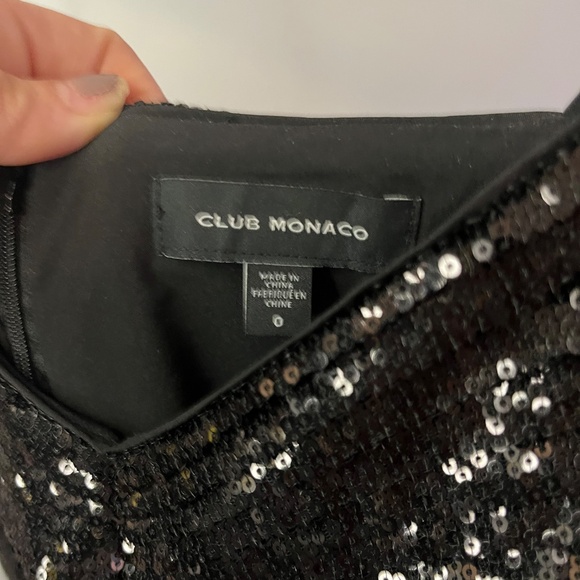 CLUB MONACO
MADE IN
CHINA
FABRIQUÉ EN
CHINE
0